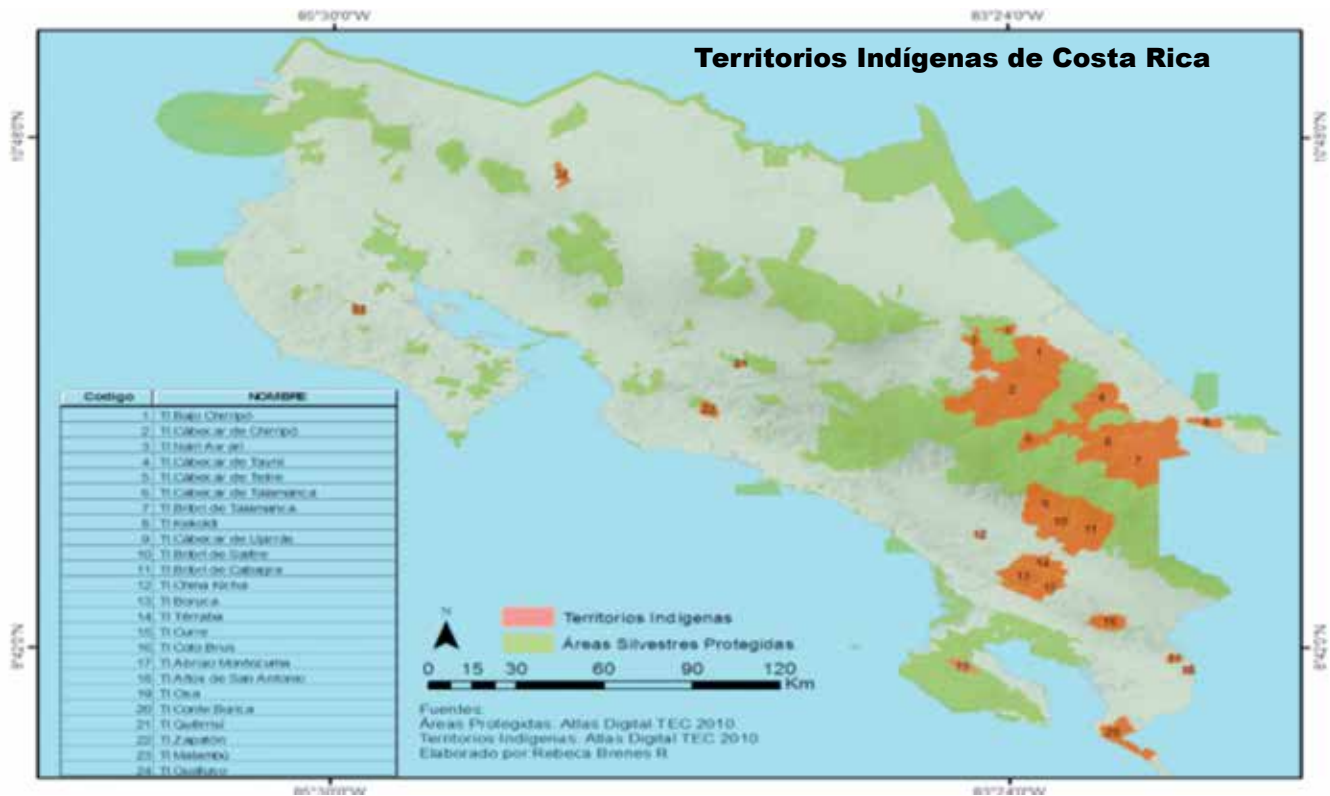 85°30'0"W 83°24'0"W
Territorios Indígenas de Costa Rica
Codigo NOMBRE
1 TI Bajo Chirripó
2 TI Cábecar de Chirripó
3 TI Nairi Awari
4 TI Cábecar de Tayní
5 TI Cábecar de Telire
6 TI Cábecar de Talamanca
7 TI Bribri de Talamanca
8 TI Kekoldi
9 TI Cábecar de Ujarrás
10 TI Bribri de Salitre
11 TI Bribri de Cabagra
12 TI China Kicha
13 TI Boruca
14 TI Térraba
15 TI Curre
16 TI Coto Brus
17 TI Abrojo Montezuma
18 TI Altos de San Antonio
19 TI Osa
20 TI Conte Burica
21 TI Quitirrisí
22 TI Zapatón
23 TI Matambú
24 TI Guatuso
N
Territorios Indígenas
Áreas Silvestres Protegidas
0 15 30 60 90 120
Km
Fuentes:
Áreas Protegidas: Atlas Digital TEC 2010
Territorios Indígenas: Atlas Digital TEC 2010
Elaborado por Rebeca Brenes R
85°30'0"W 83°24'0"W